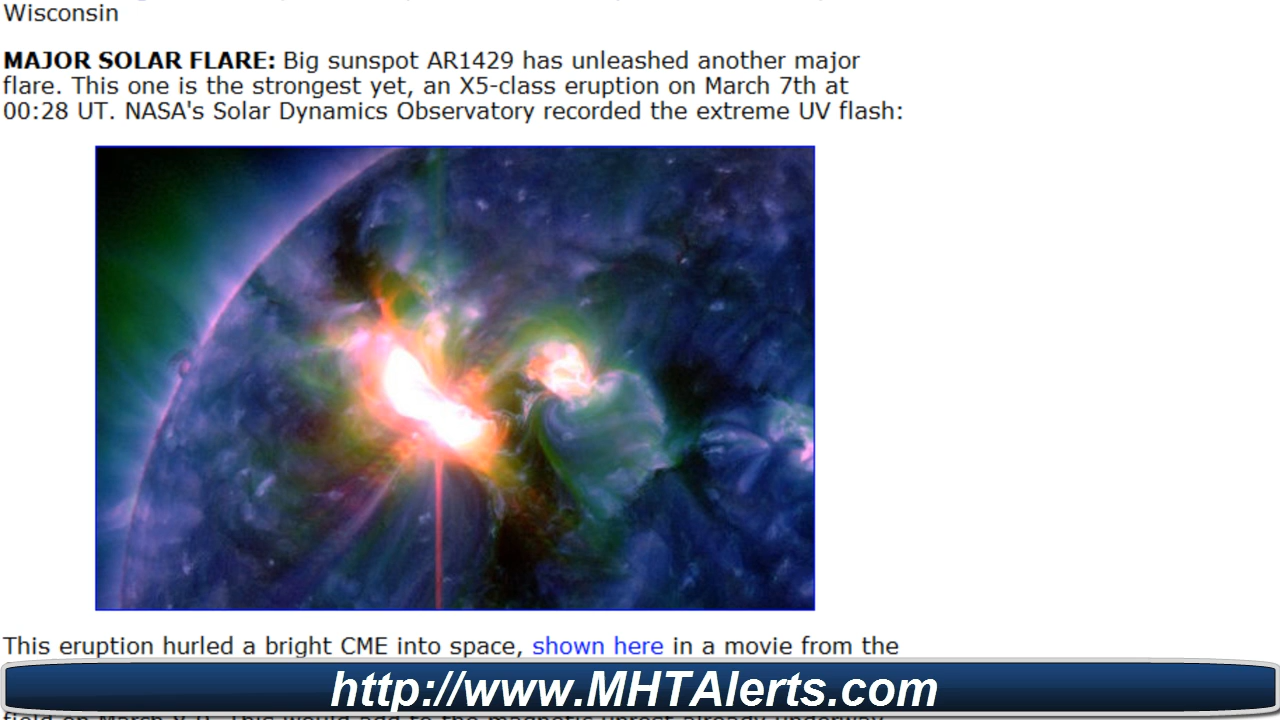 Wisconsin
MAJOR SOLAR FLARE: Big sunspot AR1429 has unleashed another major
flare. This one is the strongest yet, an X5-class eruption on March 7th at
00:28 UT. NASA's Solar Dynamics Observatory recorded the extreme UV flash:
This eruption hurled a bright CME into space, shown here in a movie from the
http://www.MHTAlerts.com